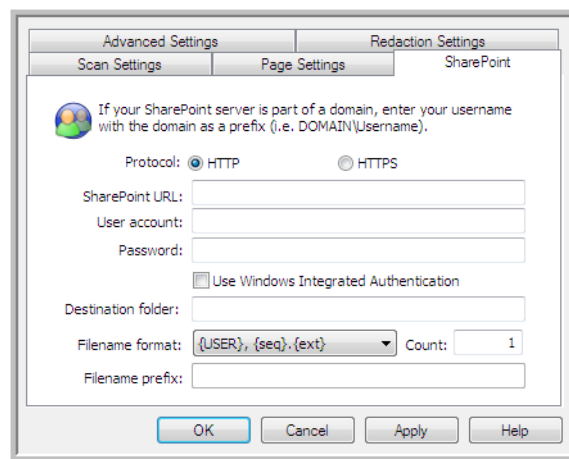 Advanced Settings
Redaction Settings
Scan Settings
Page Settings
SharePoint
If your SharePoint server is part of a domain, enter your username
with the domain as a prefix (i.e. DOMAIN\Username).
Protocol: HTTP HTTPS
SharePoint URL:
User account:
Password:
Use Windows Integrated Authentication
Destination folder:
Filename format: {USER}, {seq}.{ext} Count: 1
Filename prefix:
OK Cancel Apply Help